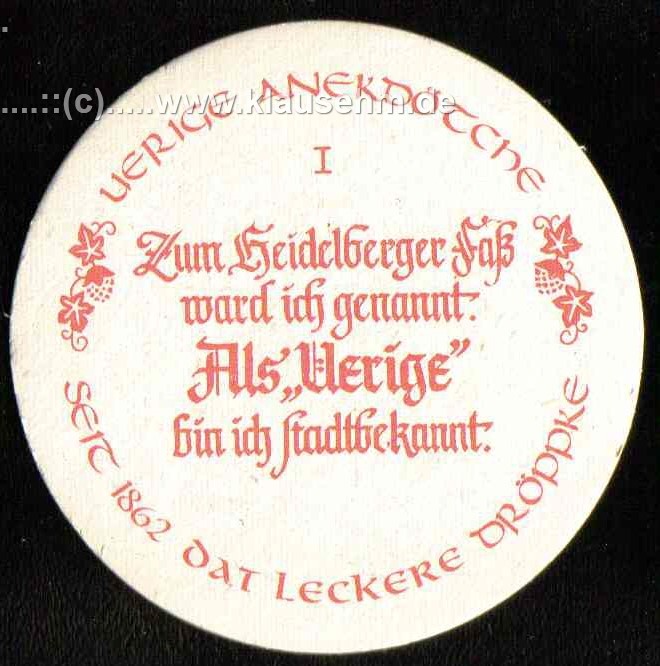 ....::(c).....www.klausehm.de
UERIGE ANEKDÖTCHE
I
Zum Heidelberger Faß
ward ich genannt:
Als „Uerige”
bin ich stadtbekannt:
SEIT 1862 DAT LECKERE DRÖPPKE